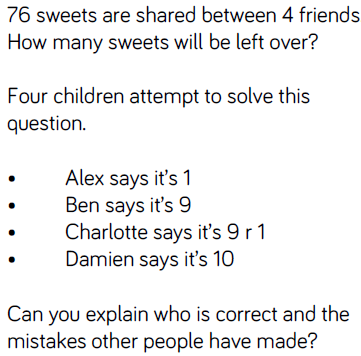 76 sweets are shared between 4 friends
How many sweets will be left over?
Four children attempt to solve this
question.
• Alex says it's 1
• Ben says it's 9
• Charlotte says it's 9 r 1
• Damien says it's 10
Can you explain who is correct and the
mistakes other people have made?